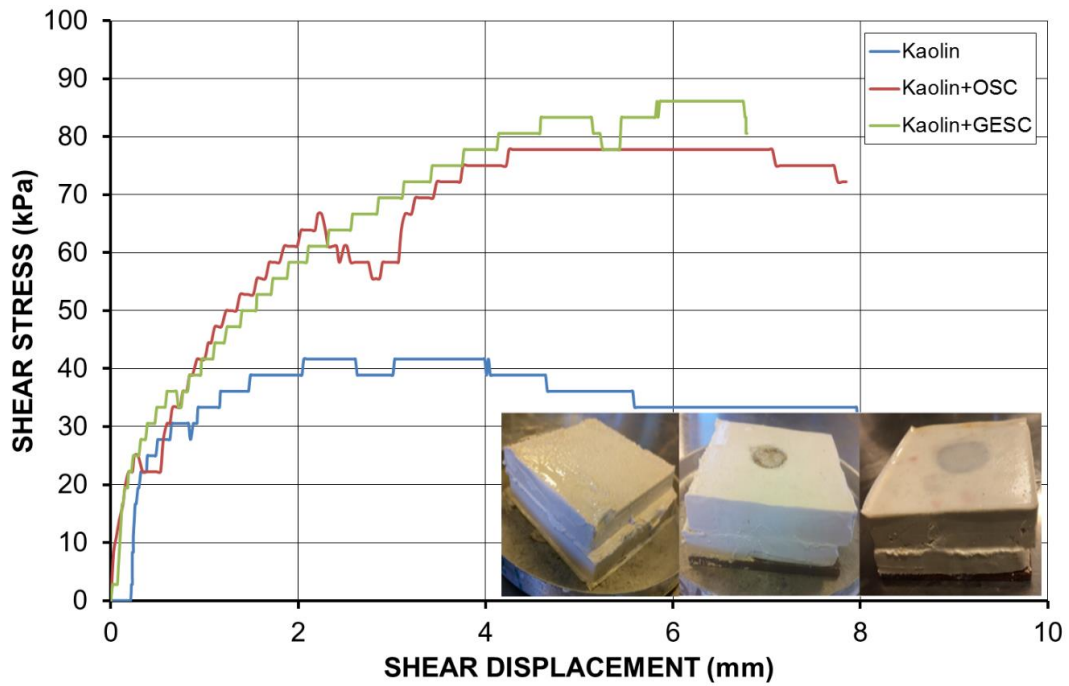 100
90
80
70
60
50
40
30
20
10
0
SHEAR STRESS (kPa)
Kaolin
Kaolin+OSC
Kaolin+GESC
0 2 4 6 8 10
SHEAR DISPLACEMENT (mm)